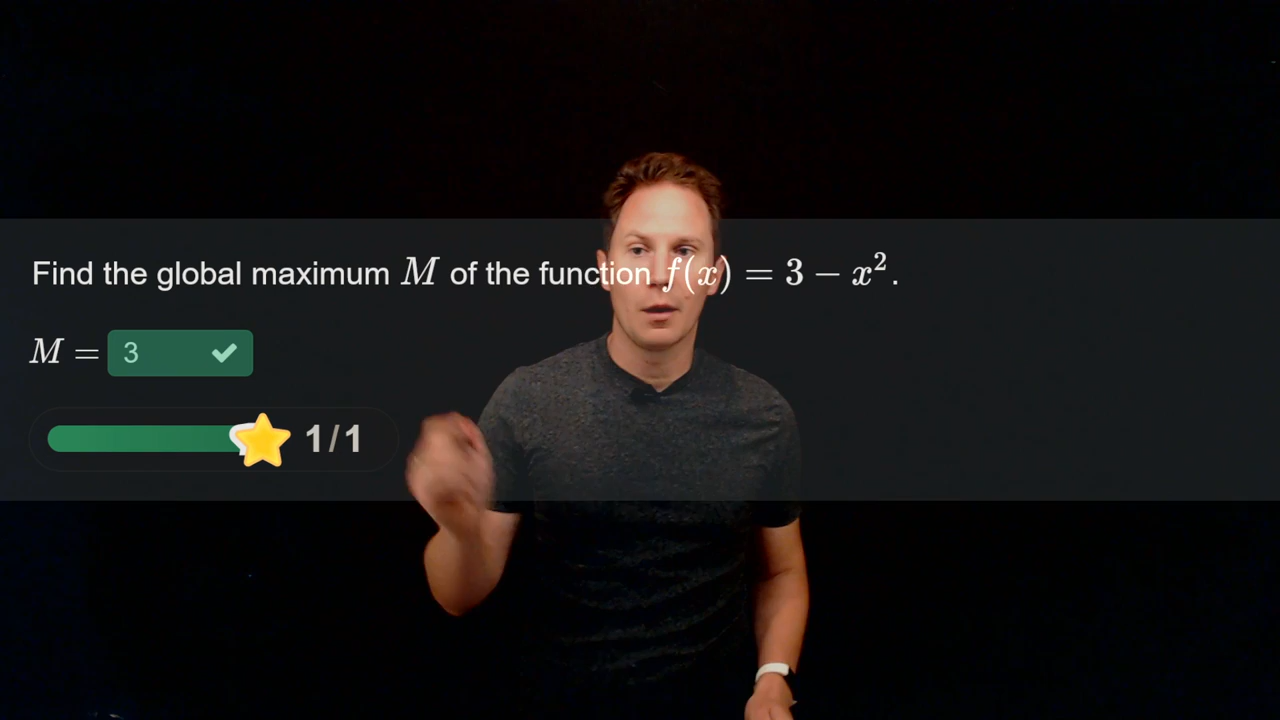 Find the global maximum M of the function f(x) = 3 − x².
M = 3
1/1